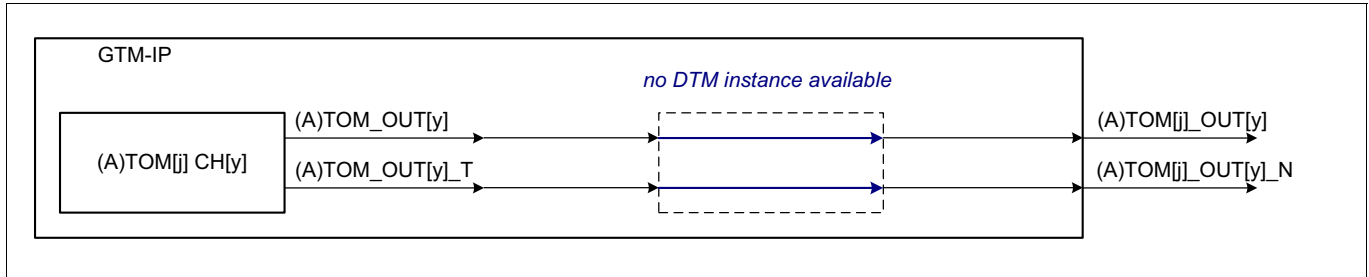 GTM-IP
no DTM instance available
(A)TOM[j] CH[y]
(A)TOM_OUT[y]
(A)TOM_OUT[y]_T
(A)TOM[j]_OUT[y]
(A)TOM[j]_OUT[y]_N